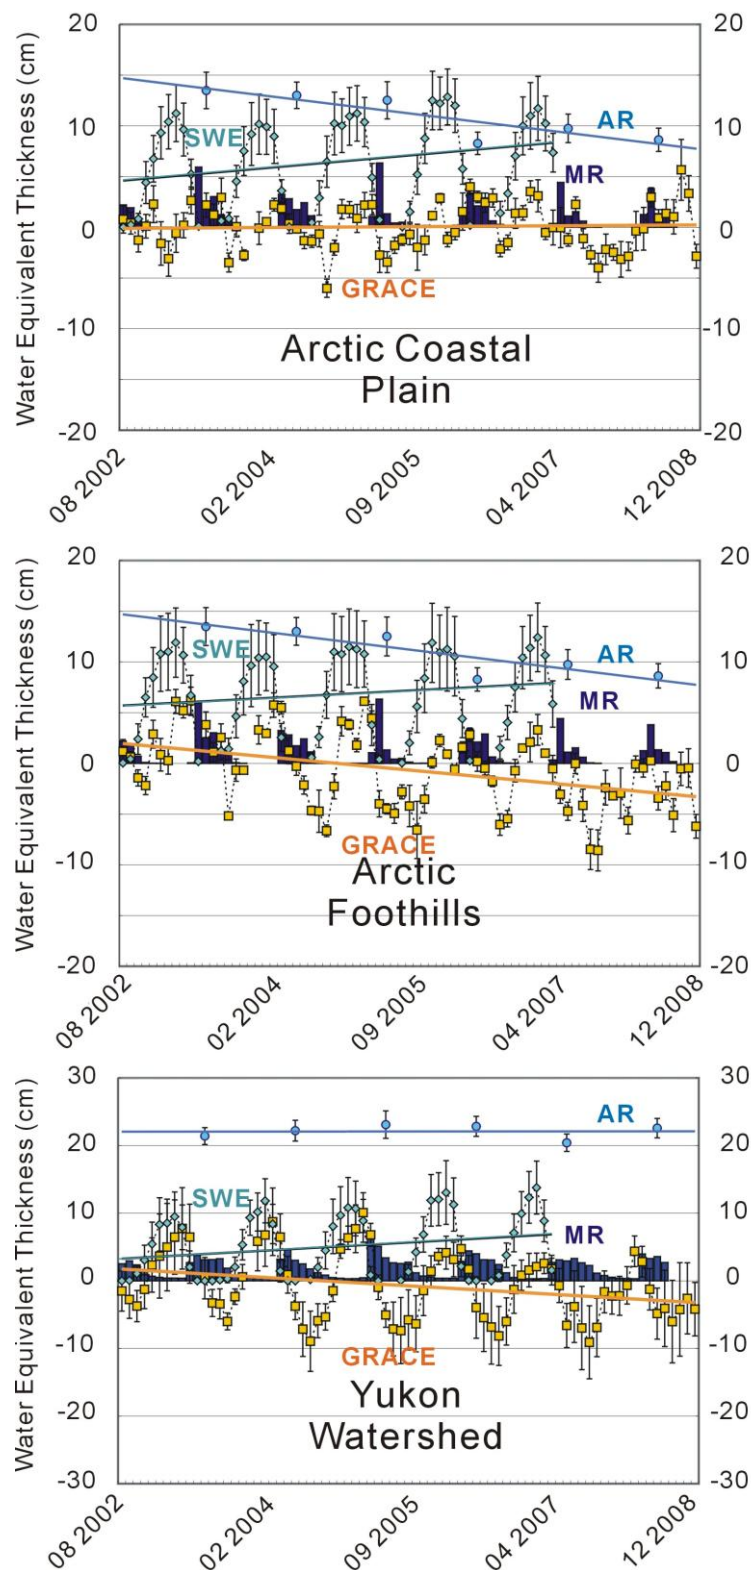 20 20
Water Equivalent Thickness (cm)
AR
SWE
10 10
MR
0 0
GRACE
-10 -10
Arctic Coastal
Plain
-20 -20
08 2002 02 2004 09 2005 04 2007 12 2008
20 20
Water Equivalent Thickness (cm)
SWE AR
10 10
MR
0 0
GRACE
-10 -10
Arctic
Foothills
-20 -20
08 2002 02 2004 09 2005 04 2007 12 2008
30 30
Water Equivalent Thickness (cm)
AR
20 20
SWE
10 10
MR
0 0
-10 -10
GRACE
Yukon
-20 -20
Watershed
-30 -30
08 2002 02 2004 09 2005 04 2007 12 2008